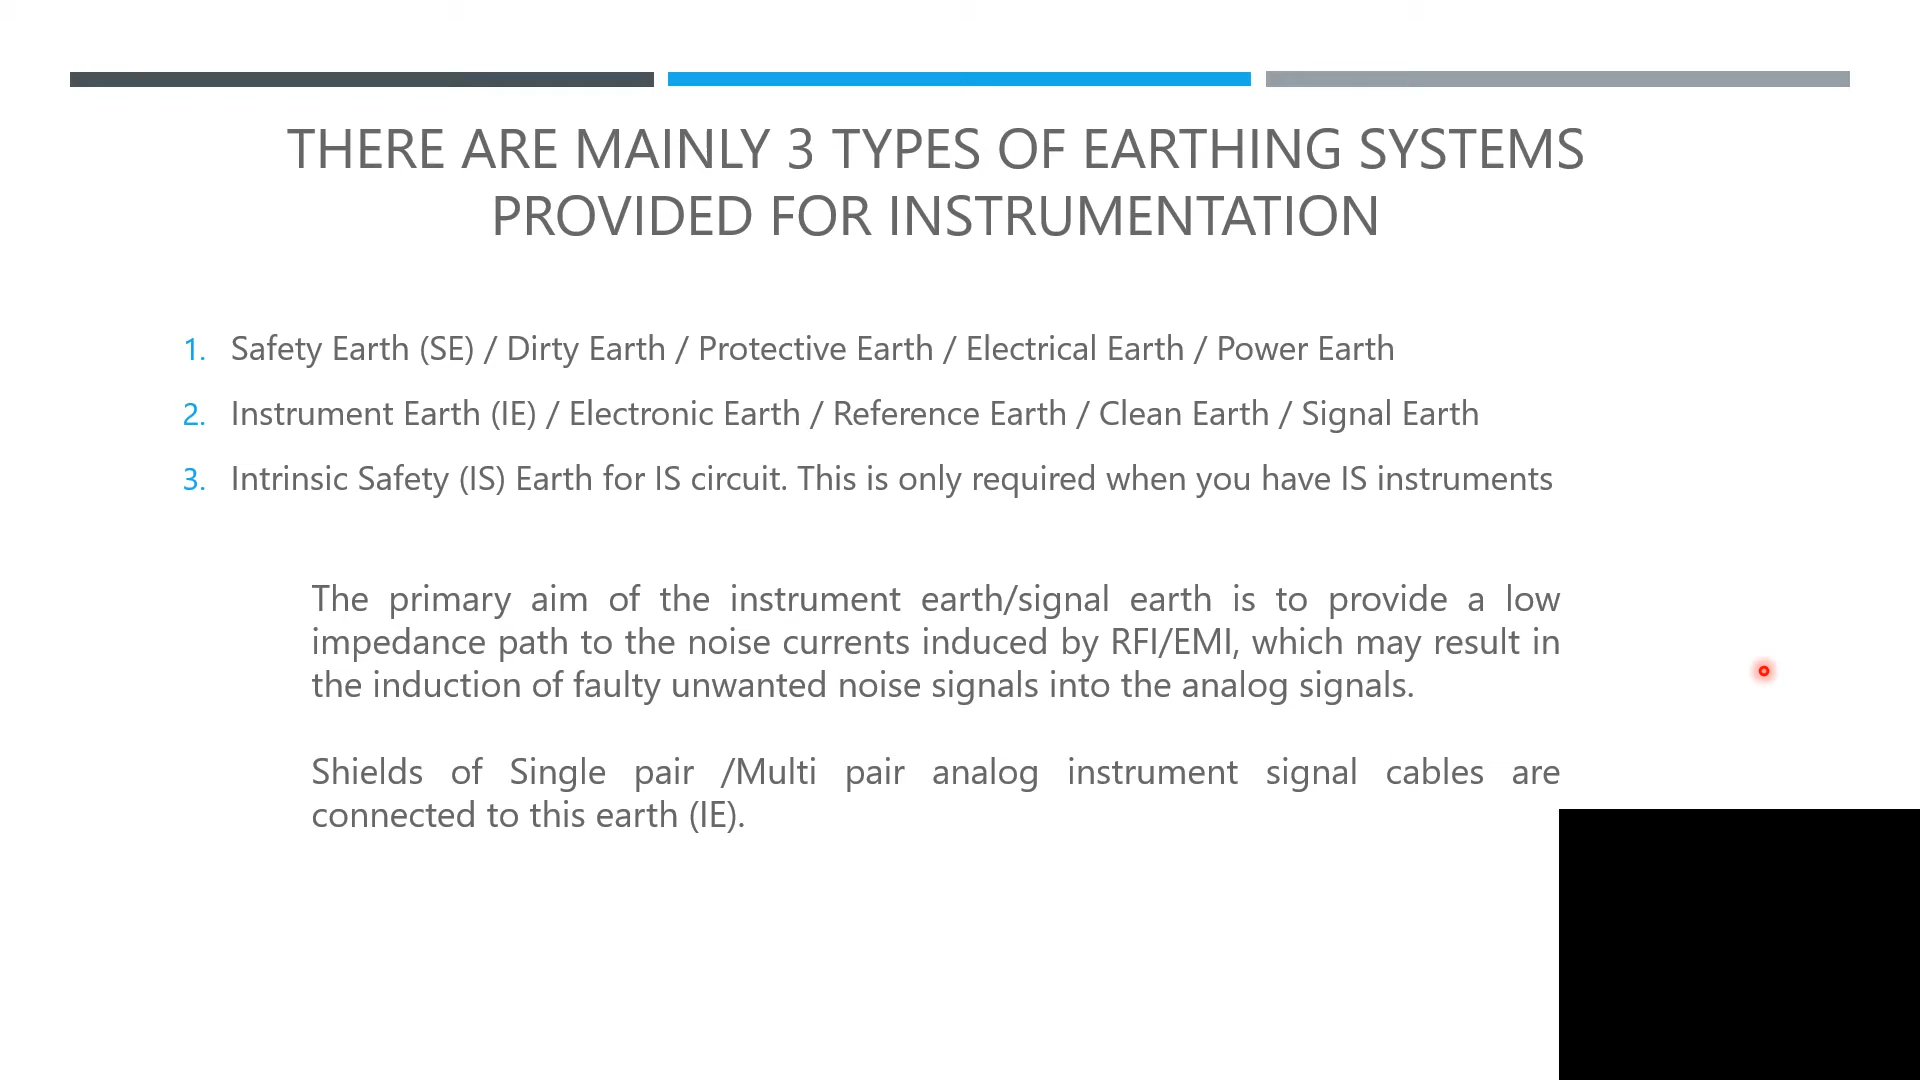 THERE ARE MAINLY 3 TYPES OF EARTHING SYSTEMS
PROVIDED FOR INSTRUMENTATION
1. Safety Earth (SE) / Dirty Earth / Protective Earth / Electrical Earth / Power Earth
2. Instrument Earth (IE) / Electronic Earth / Reference Earth / Clean Earth / Signal Earth
3. Intrinsic Safety (IS) Earth for IS circuit. This is only required when you have IS instruments
The primary aim of the instrument earth/signal earth is to provide a low
impedance path to the noise currents induced by RFI/EMI, which may result in
the induction of faulty unwanted noise signals into the analog signals.
Shields of Single pair /Multi pair analog instrument signal cables are
connected to this earth (IE).